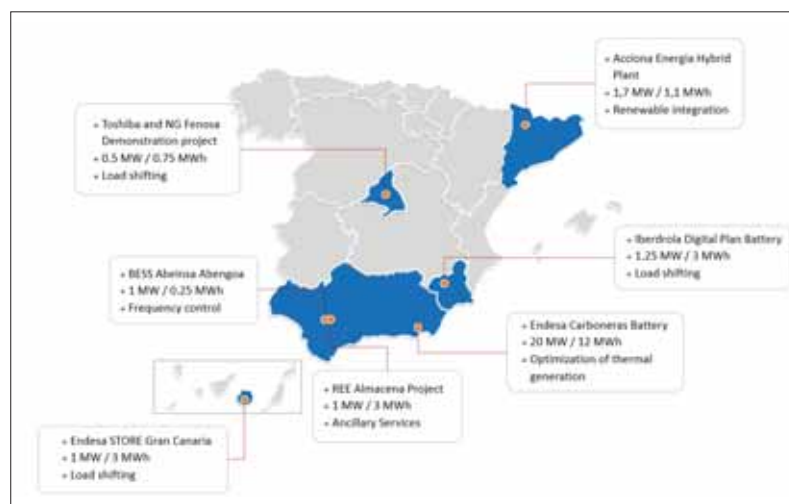 + Acciona Energia Hybrid
Plant
+ 1,7 MW / 1,1 MWh
+ Renewable integration
+ Toshiba and NG Fenosa
Demonstration project
+ 0.5 MW / 0.75 MWh
+ Load shifting
+ Iberdrola Digital Plan Battery
+ 1.25 MW / 3 MWh
+ Load shifting
+ BESS Abeinsa Abengoa
+ 1 MW / 0.25 MWh
+ Frequency control
+ Endesa Carboneras Battery
+ 20 MW / 12 MWh
+ Optimization of thermal
generation
+ REE Almacena Project
+ 1 MW / 3 MWh
+ Ancillary Services
+ Endesa STORE Gran Canaria
+ 1 MW / 3 MWh
+ Load shifting